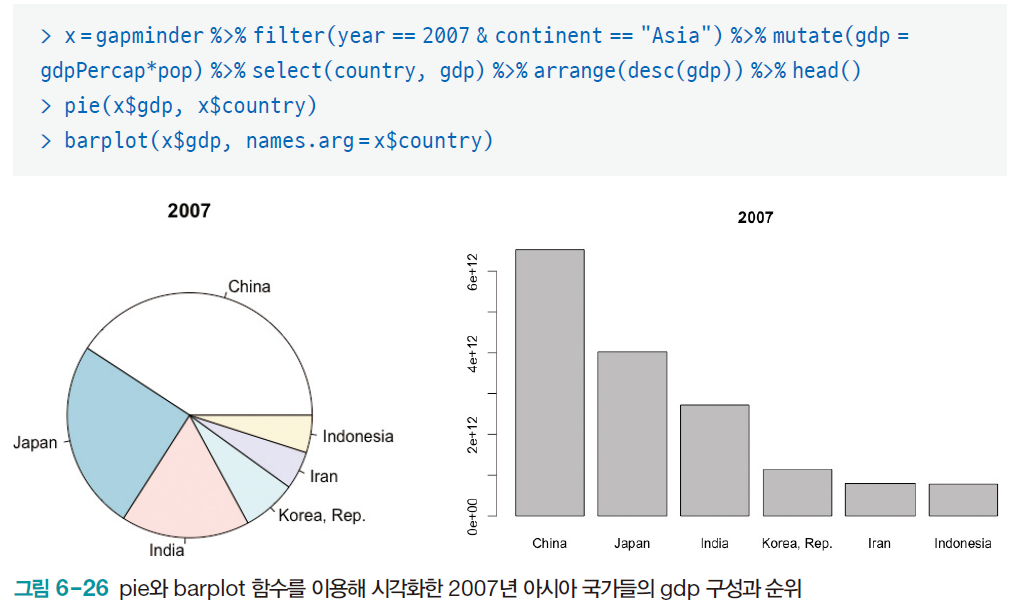 > x=gapminder %>% filter(year == 2007 & continent == "Asia") %>% mutate(gdp =
gdpPercap*pop) %>% select(country, gdp) %>% arrange(desc(gdp)) %>% head()
> pie(x$gdp, x$country)
> barplot(x$gdp, names.arg=x$country)
2007
China
Japan
India
Korea, Rep.
Iran
Indonesia
2007
6e+12
4e+12
2e+12
0e+00
China Japan India Korea, Rep. Iran Indonesia
그림 6-26 pie와 barplot 함수를 이용해 시각화한 2007년 아시아 국가들의 gdp 구성과 순위